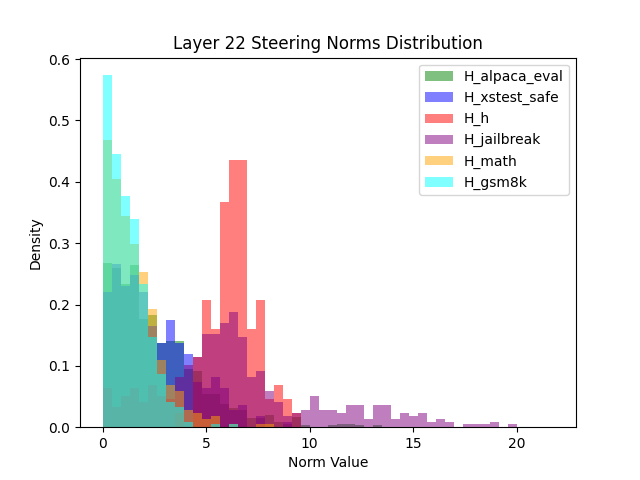 Layer 22 Steering Norms Distribution
0.6
0.5
0.4
0.3
0.2
0.1
0.0
Density
H_alpaca_eval
H_xstest_safe
H_h
H_jailbreak
H_math
H_gsm8k
0 5 10 15 20
Norm Value